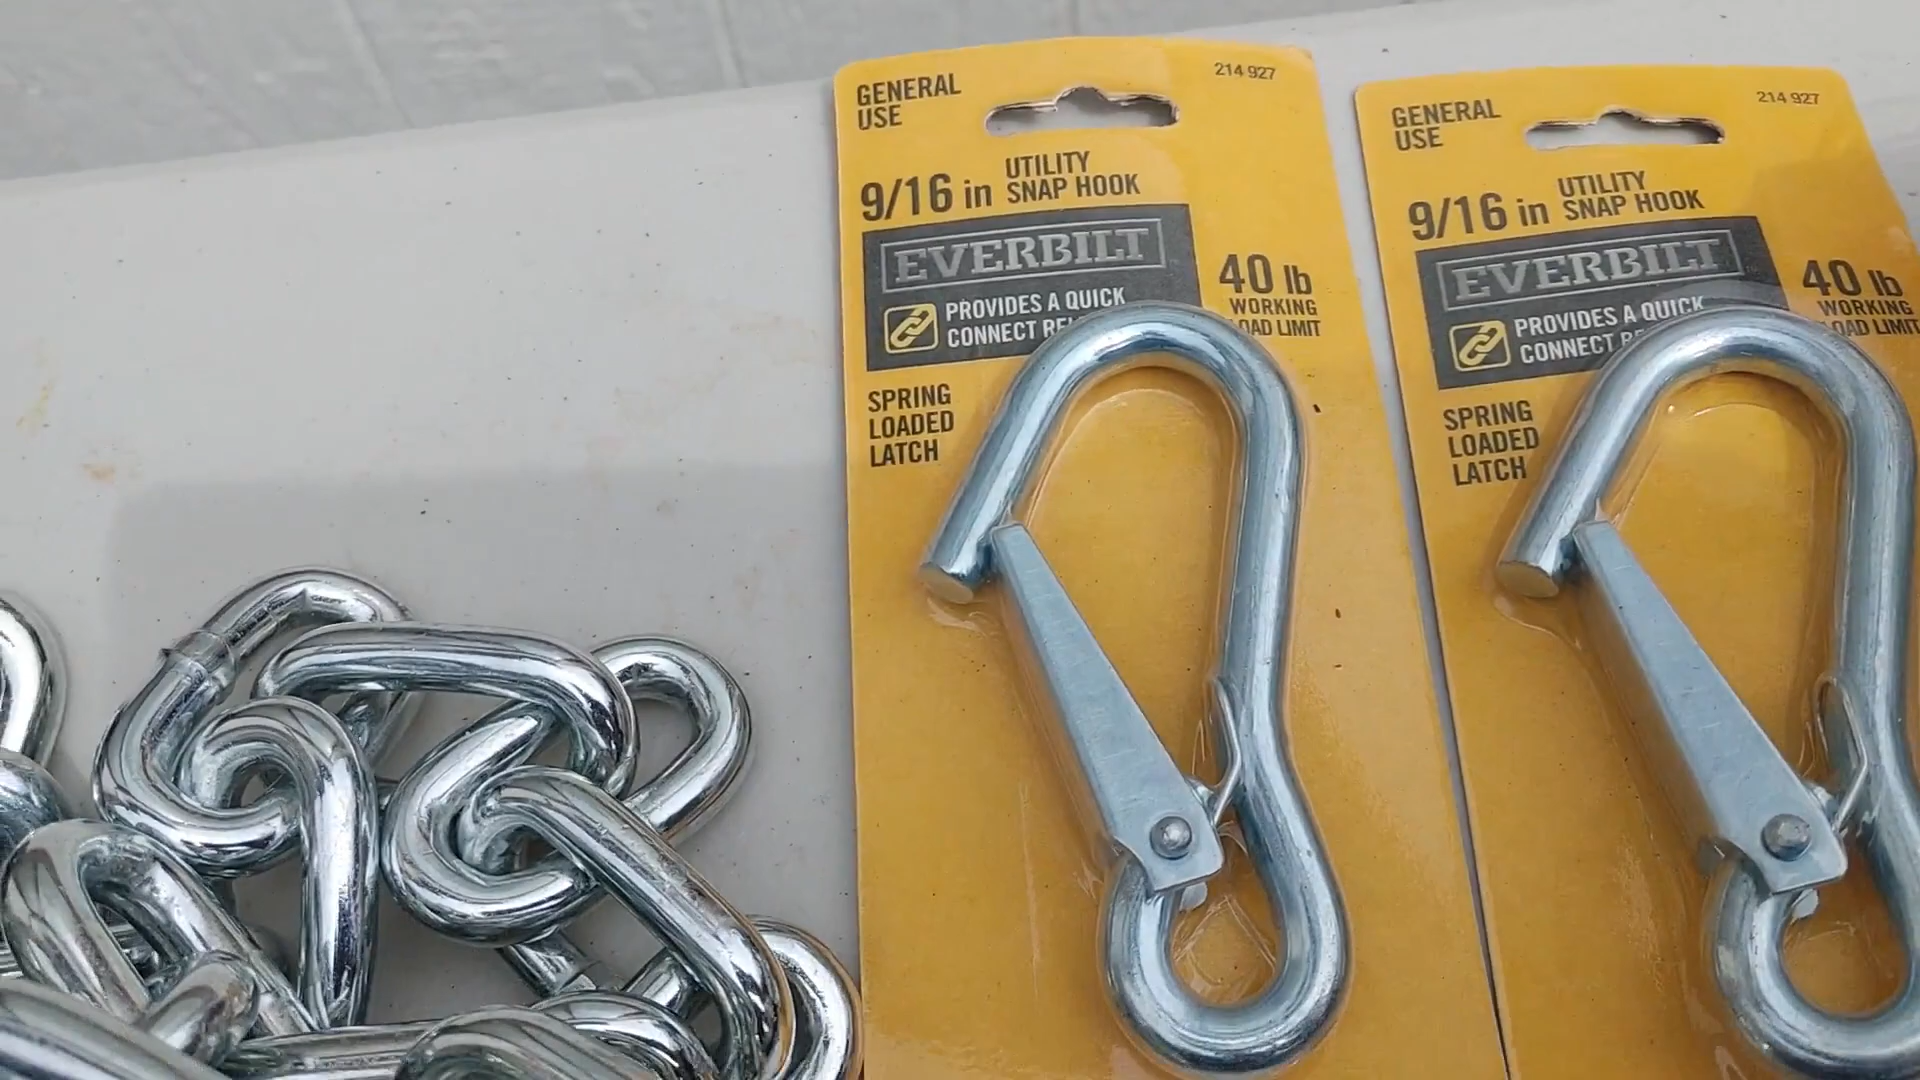 GENERAL
USE
214 927
9/16 in
UTILITY
SNAP HOOK
EVERBILT
PROVIDES A QUICK
CONNECT
40 lb
WORKING
LOAD LIMIT
SPRING
LOADED
LATCH
GENERAL
USE
214 927
9/16 in
UTILITY
SNAP HOOK
EVERBILT
PROVIDES A QUICK
CONNECT
40 lb
WORKING
LOAD LIMIT
SPRING
LOADED
LATCH